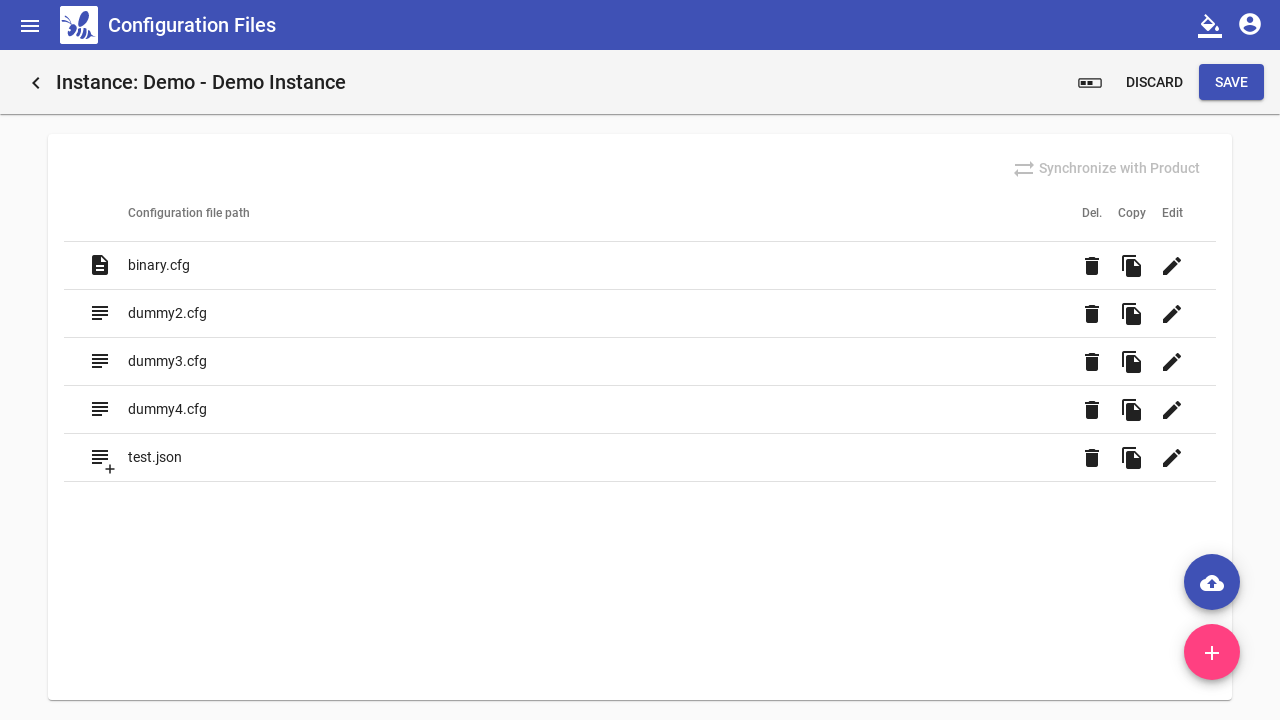 Configuration Files
Instance: Demo - Demo Instance
DISCARD
SAVE
Synchronize with Product
Configuration file path
Del.
Copy
Edit
binary.cfg
dummy2.cfg
dummy3.cfg
dummy4.cfg
test.json